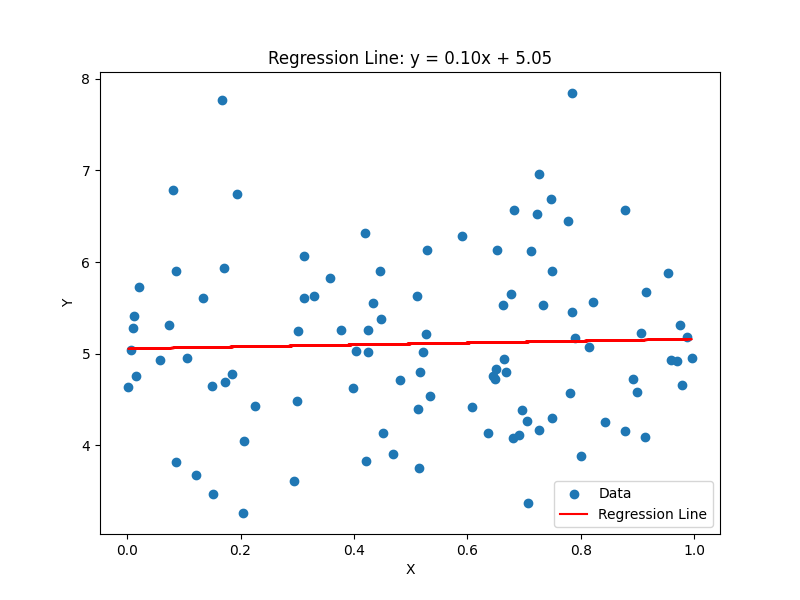 Regression Line: y = 0.10x + 5.05
8
7
6
5
4
Y
0.0 0.2 0.4 0.6 0.8 1.0
X
Data
Regression Line